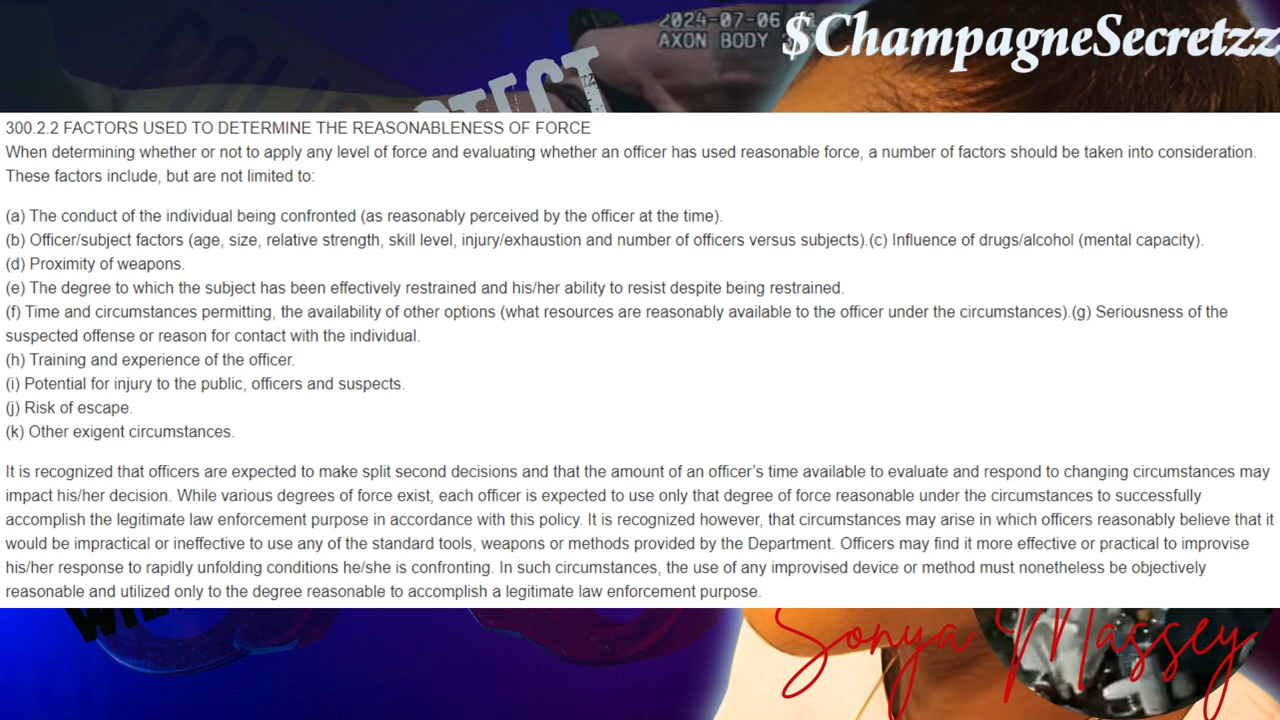 2024-07-06
AXON BODY
$ChampagneSecretzz
POLIC
OTECT
300.2.2 FACTORS USED TO DETERMINE THE REASONABLENESS OF FORCE
When determining whether or not to apply any level of force and evaluating whether an officer has used reasonable force, a number of factors should be taken into consideration.
These factors include, but are not limited to:
(a) The conduct of the individual being confronted (as reasonably perceived by the officer at the time).
(b) Officer/subject factors (age, size, relative strength, skill level, injury/exhaustion and number of officers versus subjects).(c) Influence of drugs/alcohol (mental capacity).
(d) Proximity of weapons.
(e) The degree to which the subject has been effectively restrained and his/her ability to resist despite being restrained.
(f) Time and circumstances permitting, the availability of other options (what resources are reasonably available to the officer under the circumstances).(g) Seriousness of the
suspected offense or reason for contact with the individual.
(h) Training and experience of the officer.
(i) Potential for injury to the public, officers and suspects.
(j) Risk of escape.
(k) Other exigent circumstances.
It is recognized that officers are expected to make split second decisions and that the amount of an officer's time available to evaluate and respond to changing circumstances may
impact his/her decision. While various degrees of force exist, each officer is expected to use only that degree of force reasonable under the circumstances to successfully
accomplish the legitimate law enforcement purpose in accordance with this policy. It is recognized however, that circumstances may arise in which officers reasonably believe that it
would be impractical or ineffective to use any of the standard tools, weapons or methods provided by the Department. Officers may find it more effective or practical to improvise
his/her response to rapidly unfolding conditions he/she is confronting. In such circumstances, the use of any improvised device or method must nonetheless be objectively
reasonable and utilized only to the degree reasonable to accomplish a legitimate law enforcement purpose.
Sonya Massey